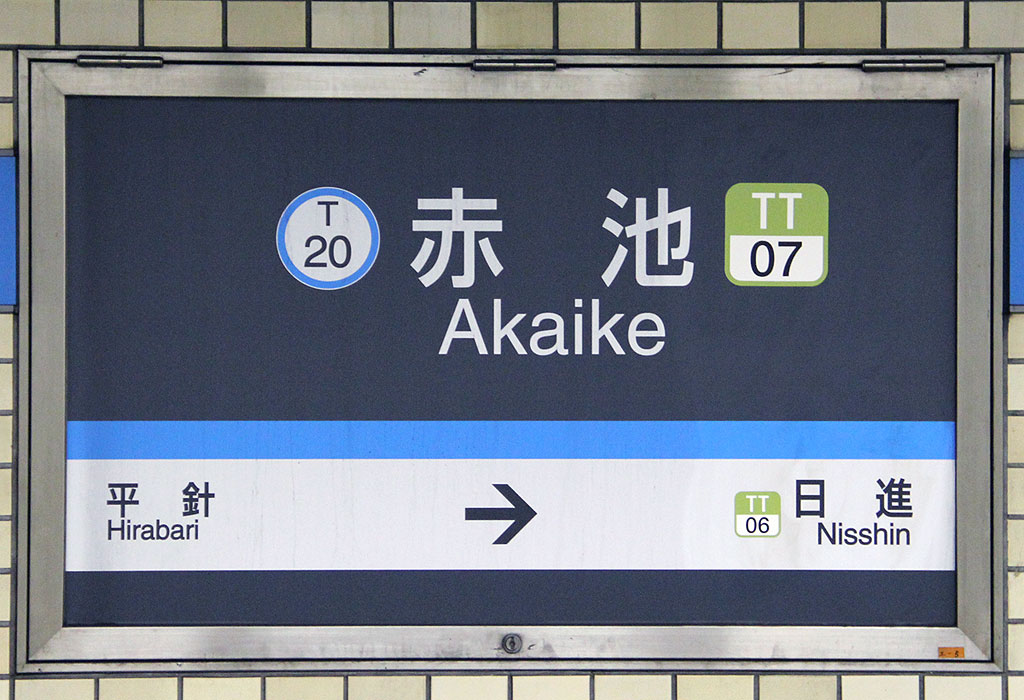 T
20
赤池
TT
07
Akaike
平針
Hirabari
→
TT
06
日進
Nisshin